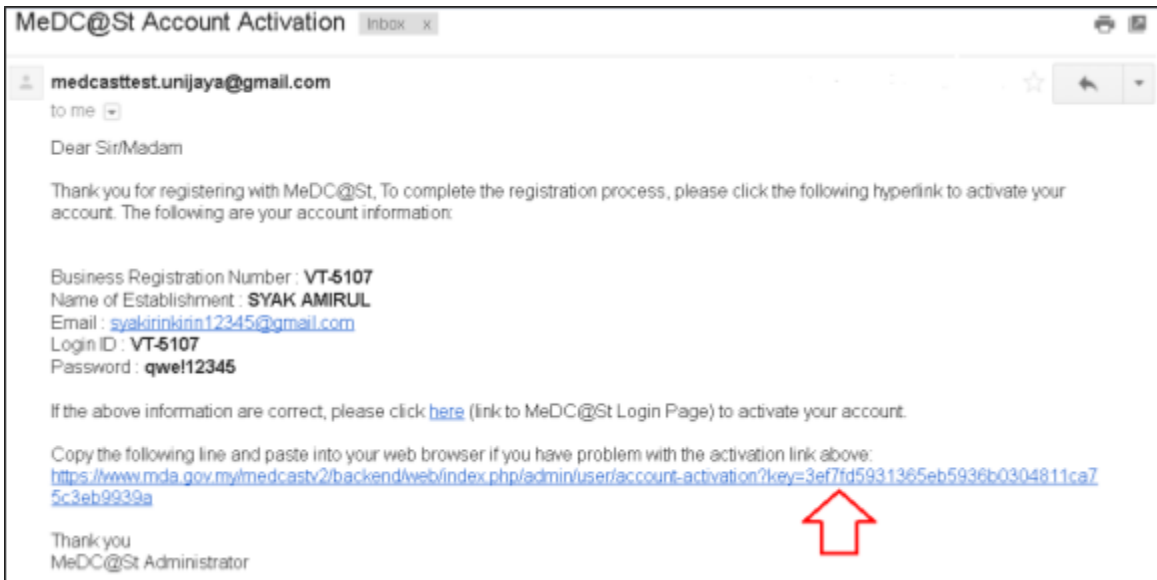 MeDC@St Account Activation Inbox x
medcasttest.unijaya@gmail.com
to me
Dear Sir/Madam
Thank you for registering with MeDC@St, To complete the registration process, please click the following hyperlink to activate your
account. The following are your account information:
Business Registration Number : VT-5107
Name of Establishment : SYAK AMIRUL
Email : syakirinkirin12345@gmail.com
Login ID : VT-5107
Password : qwe!12345
If the above information are correct, please click here (link to MeDC@St Login Page) to activate your account.
Copy the following line and paste into your web browser if you have problem with the activation link above:
https://www.mda.gov.my/medcastv2/backend/web/index.php/admin/user/account-activation?key=3ef7fd5931365eb5936b0304811ca7
5c3eb9939a
Thank you
MeDC@St Administrator